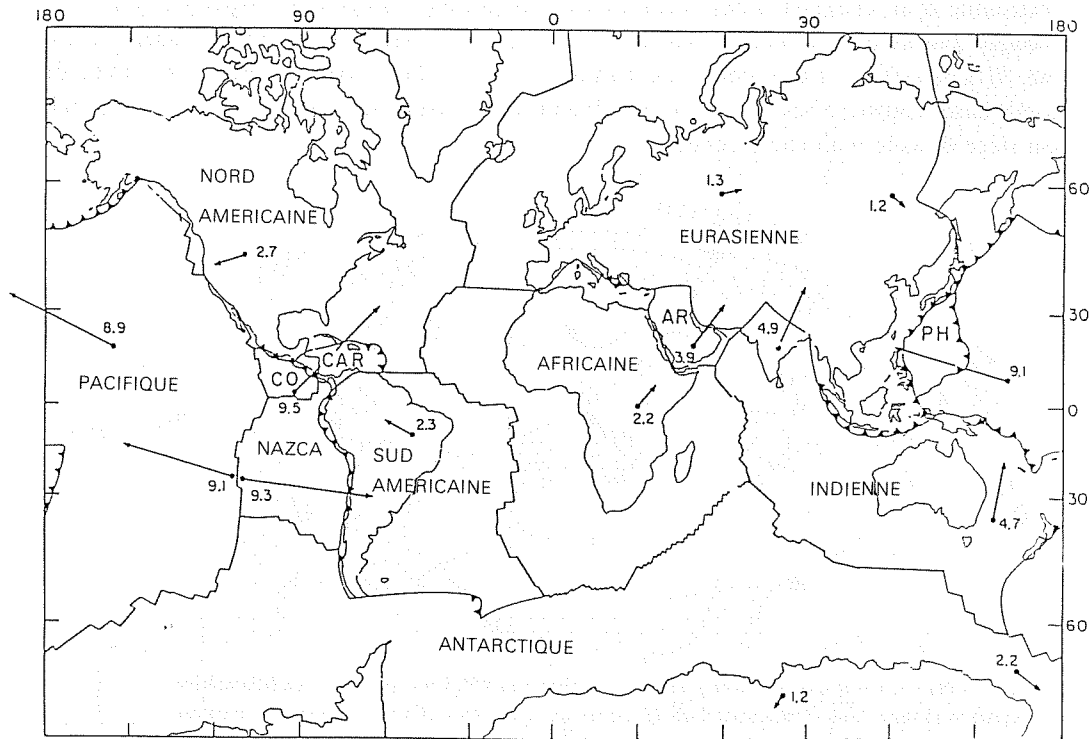 180 90 0 30 180
NORD
AMERICAINE
2.7
1.3
1.2
EURASIENNE
60
8.9
PACIFIQUE
CO
CAR
9.5
AFRICAINE
AR
3.9
4.9
2.2
PH
9.1
30
0
NAZCA
2.3
SUD
AMERICAINE
9.1
9.3
INDIENNE
4.7
30
60
ANTARCTIQUE
2.2
1.2